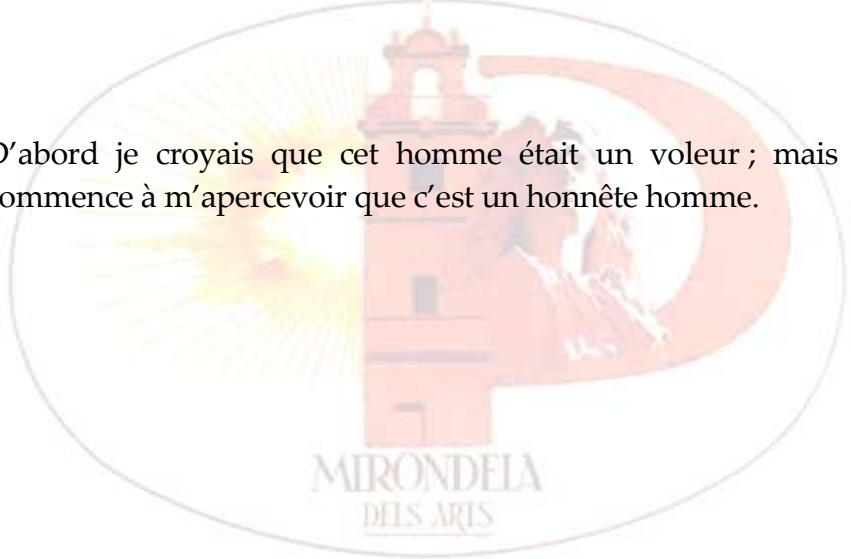 D’abord je croyais que cet homme était un voleur ; mais
commence à m’apercevoir que c’est un honnête homme.
MIRONDELA
DELS ARTS